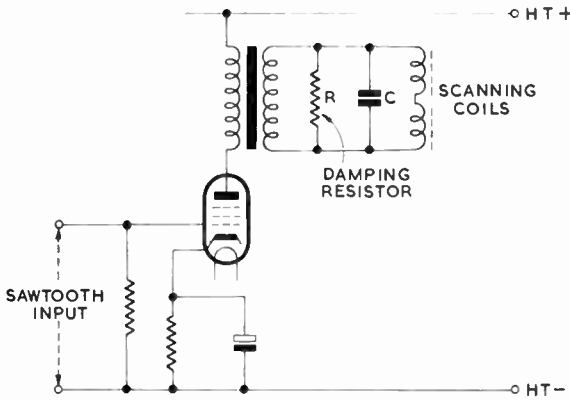 HT+
R
C
SCANNING
COILS
DAMPING
RESISTOR
SAWTOOTH
INPUT
HT-